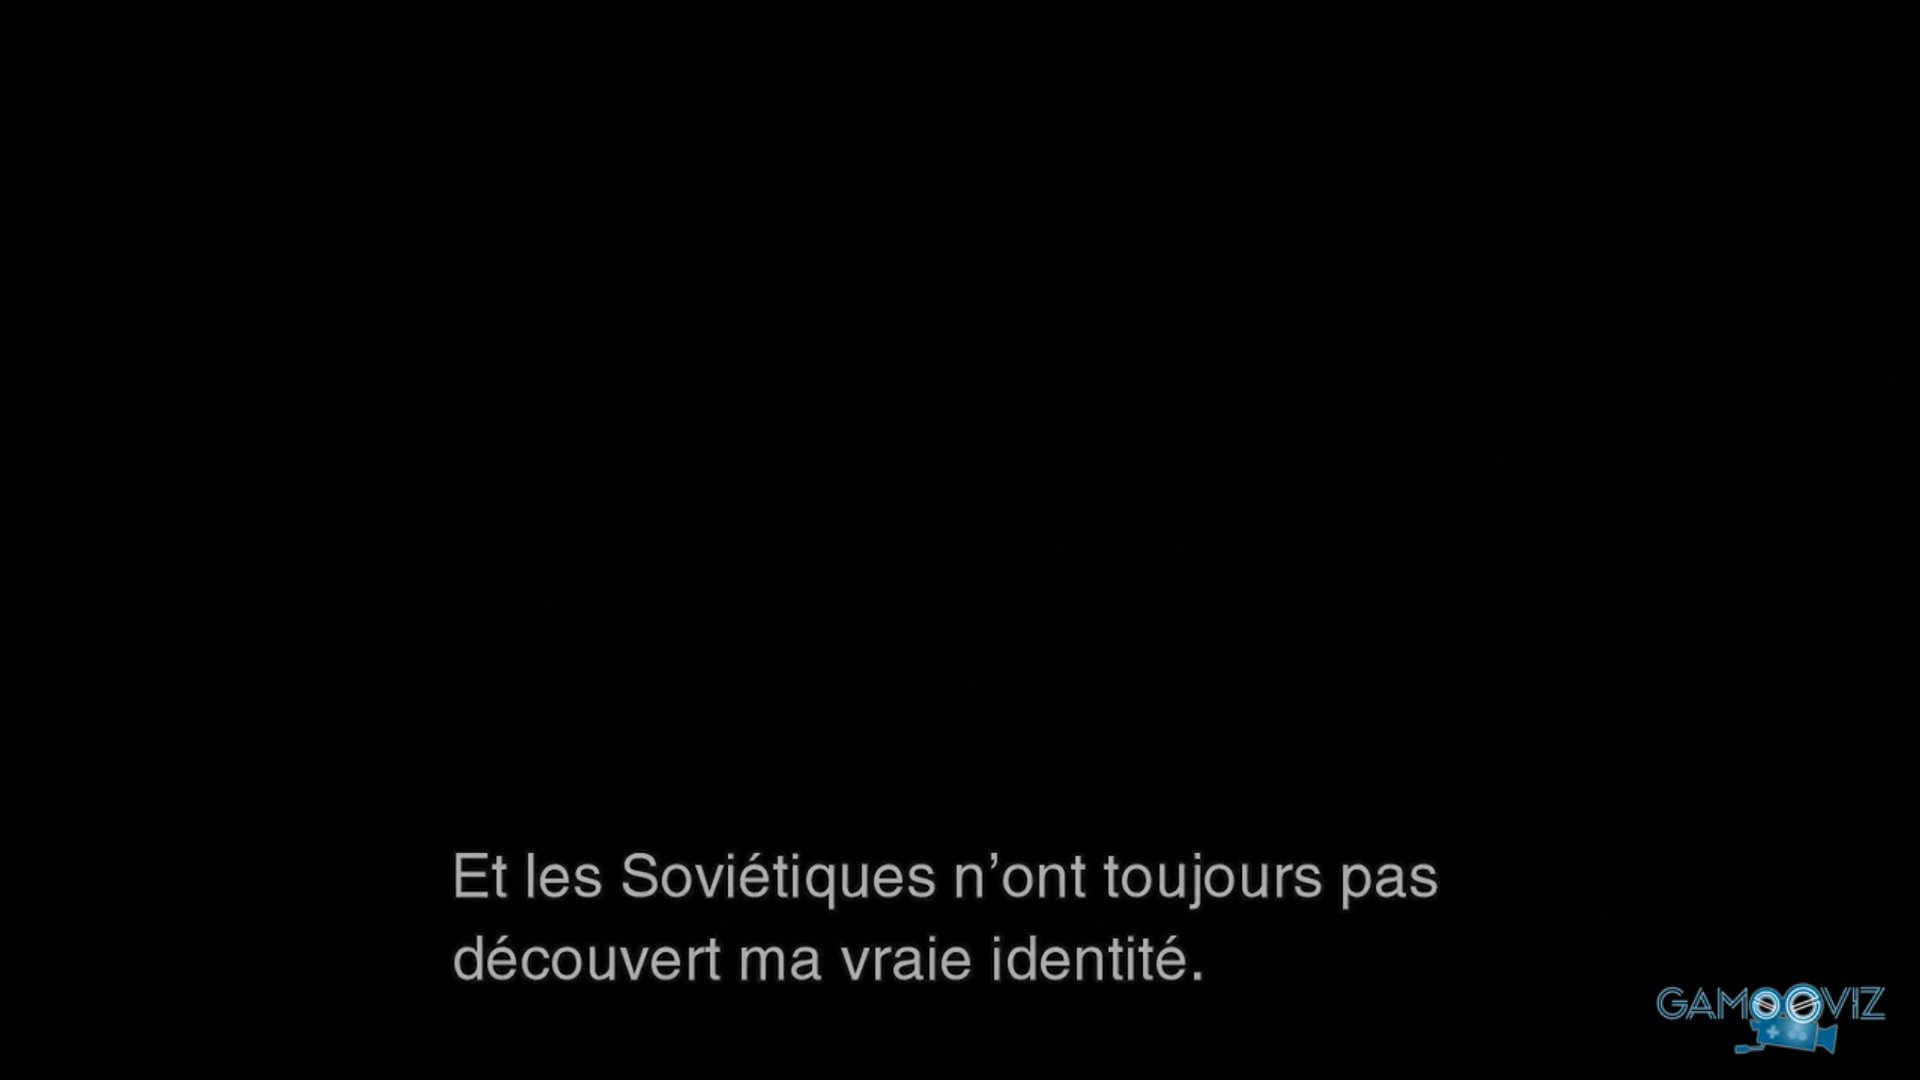 Et les Soviétiques n’ont toujours pas
découvert ma vraie identité.
GAMOOVIZ